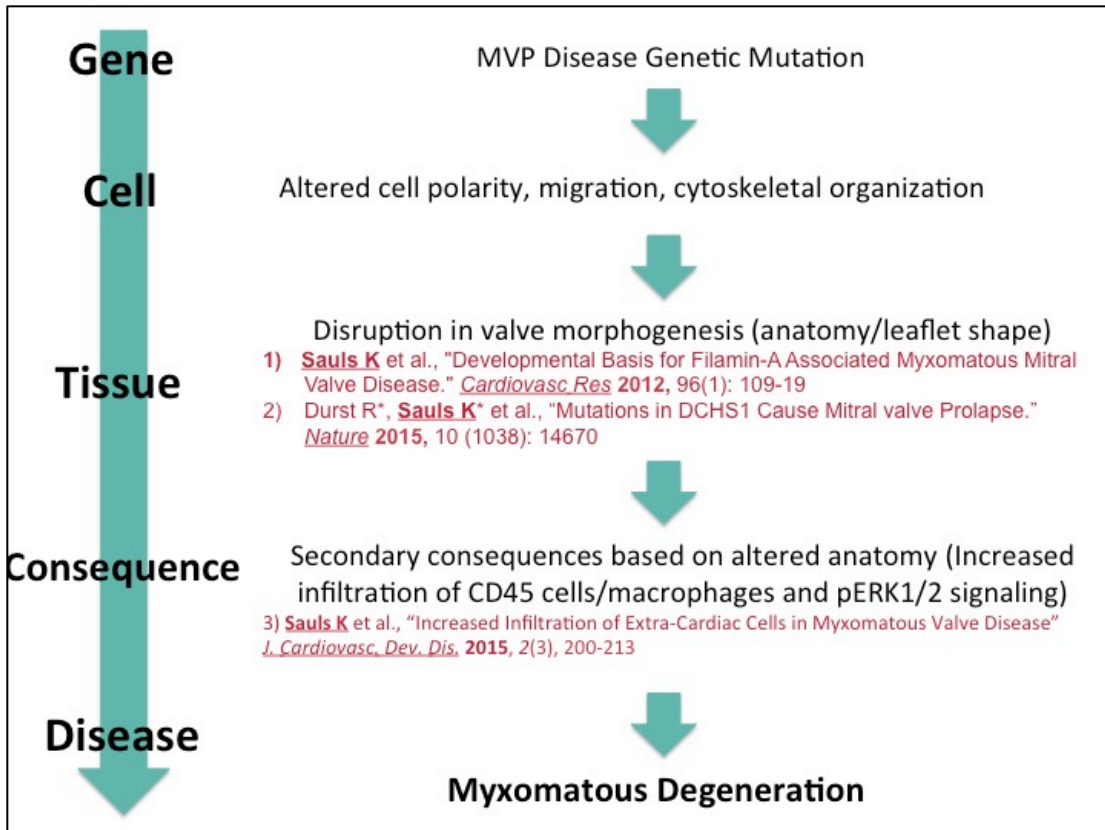 Gene
MVP Disease Genetic Mutation
Cell
Altered cell polarity, migration, cytoskeletal organization
Tissue
Disruption in valve morphogenesis (anatomy/leaflet shape)
1) Sauls K et al., "Developmental Basis for Filamin-A Associated Myxomatous Mitral
Valve Disease." Cardiovasc Res 2012, 96(1): 109-19
2) Durst R*, Sauls K* et al., “Mutations in DCHS1 Cause Mitral valve Prolapse.”
Nature 2015, 10 (1038): 14670
Consequence
Secondary consequences based on altered anatomy (Increased
infiltration of CD45 cells/macrophages and pERK1/2 signaling)
3) Sauls K et al., “Increased Infiltration of Extra-Cardiac Cells in Myxomatous Valve Disease”
J. Cardiovasc, Dev. Dis. 2015, 2(3), 200-213
Disease
Myxomatous Degeneration